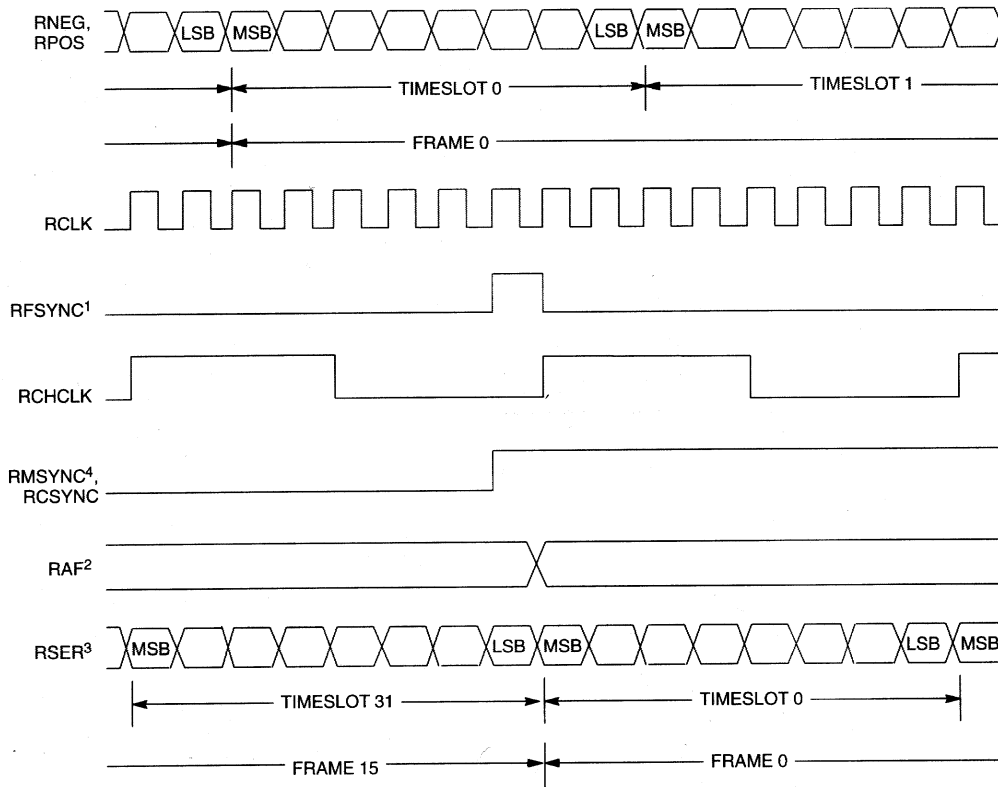 RNEG,
RPOS
LSB MSB LSB MSB
TIMESLOT 0 TIMESLOT 1
FRAME 0
RCLK
RFSYNC1
RCHCLK
RMSYNC4,
RCSYNC
RAF2
RSER3 MSB LSB MSB LSB MSB
TIMESLOT 31 TIMESLOT 0
FRAME 15 FRAME 0